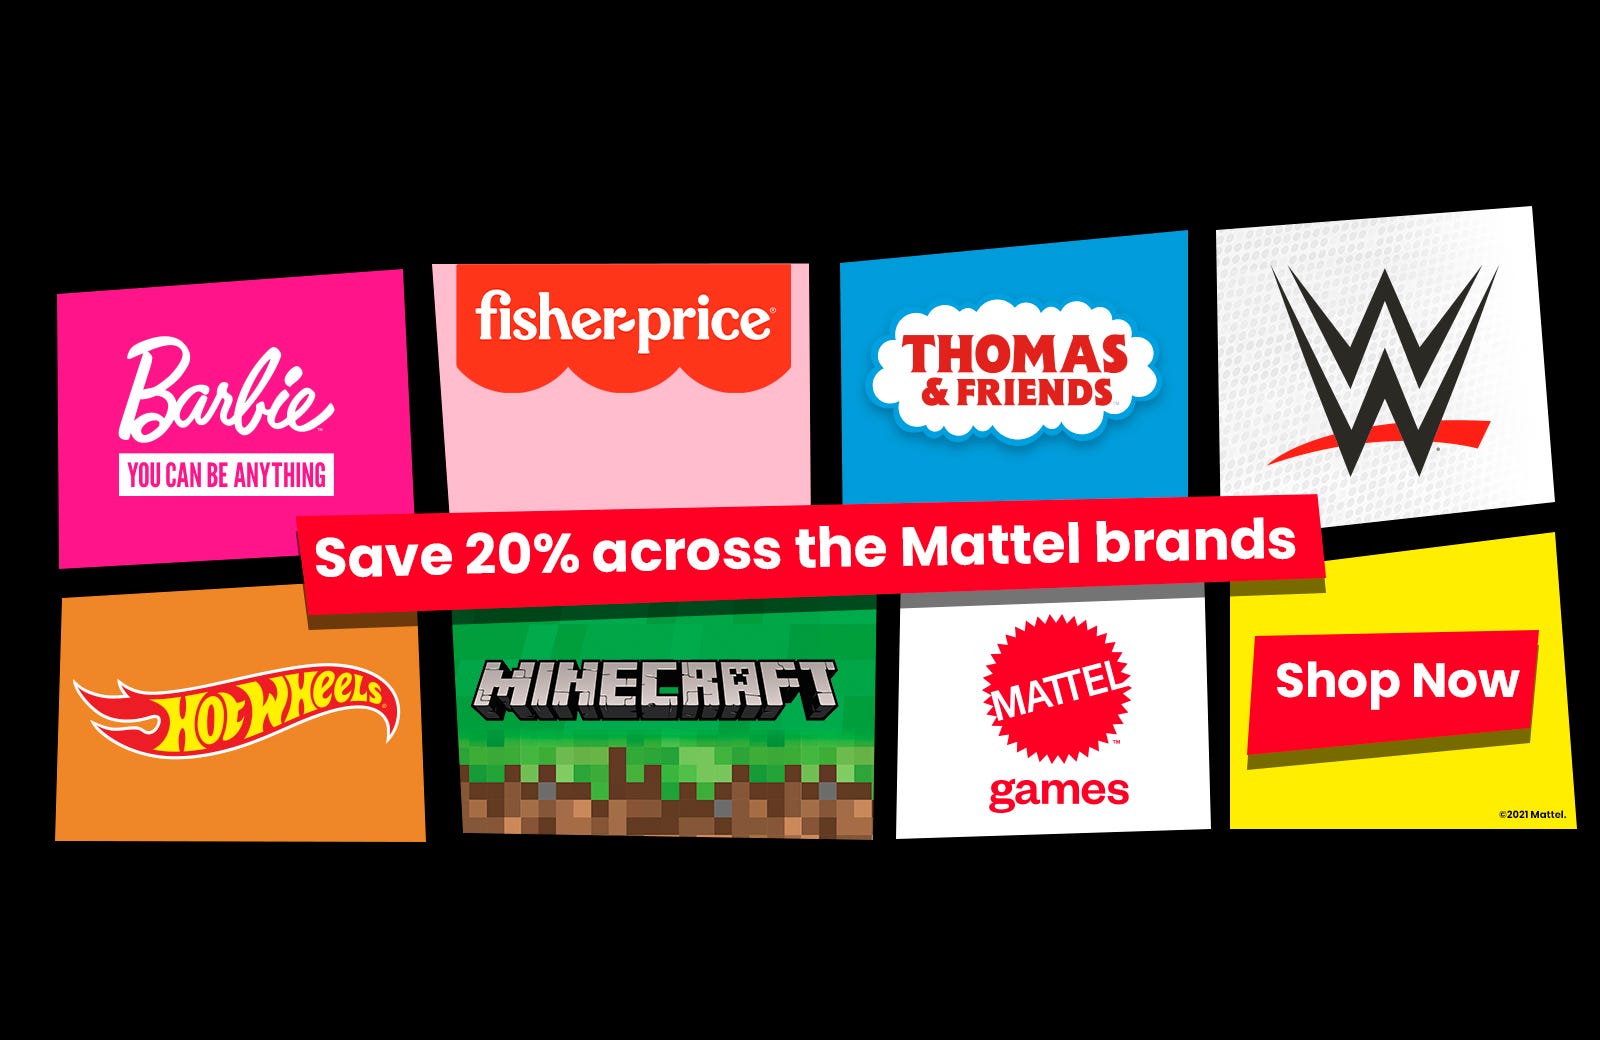 Barbie
YOU CAN BE ANYTHING
fisher-price®
THOMAS
& FRIENDS
W
Save 20% across the Mattel brands
HOT WHEELS
MINECRAFT
MATTEL™
games
Shop Now
©2021 Mattel.